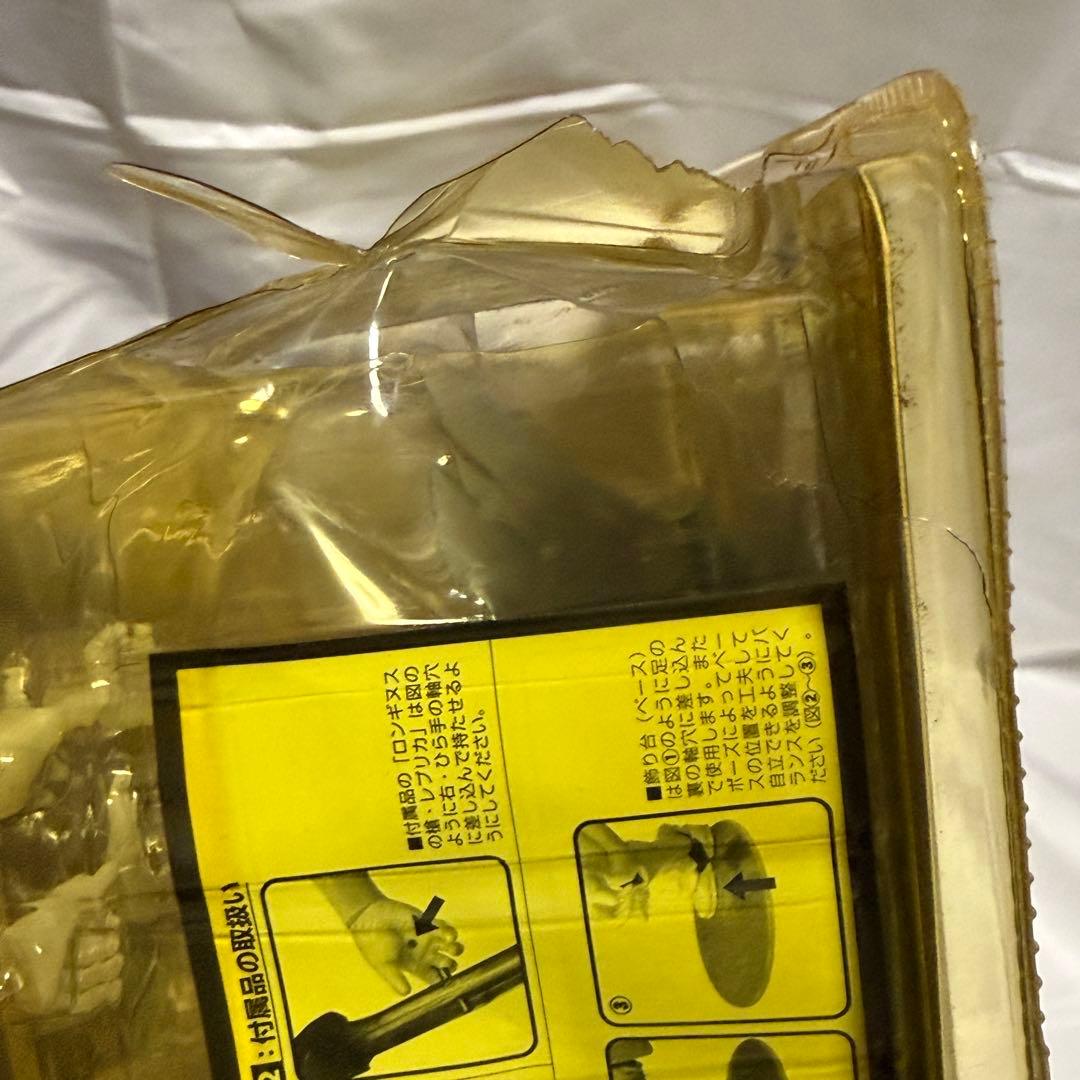 2:付属品の取扱い
■付属品の「ロンギヌス
の槍・レプリカ」は図の
ように右・ひら手の軸穴
に差し込んで持たせるよ
うにしてください。
■飾り台（ベース）
は図①のように足の
裏の軸穴に差し込ん
で使用します。また
ポーズによってベー
スの位置を工夫して
自立できるようにバ
ランスを調整してく
ださい（図②〜③）。
③